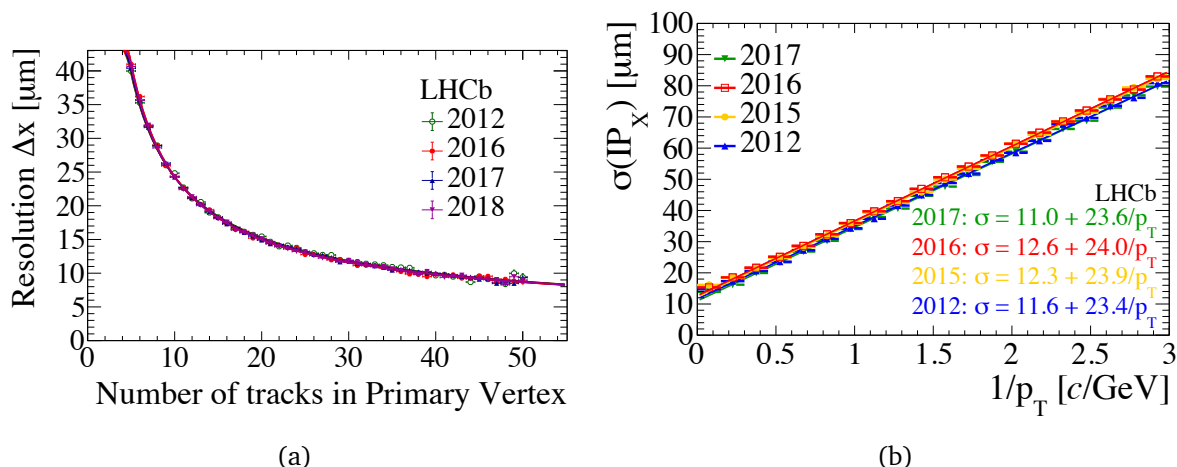 Resolution Δx [μm]
40
35
30
25
20
15
10
5
0
LHCb
2012
2016
2017
2018
0 10 20 30 40 50
Number of tracks in Primary Vertex
(a)
σ(IP_X) [μm]
100
90
80
70
60
50
40
30
20
10
0
2017
2016
2015
2012
LHCb
2017: σ = 11.0 + 23.6/p_T
2016: σ = 12.6 + 24.0/p_T
2015: σ = 12.3 + 23.9/p_T
2012: σ = 11.6 + 23.4/p_T
0 0.5 1 1.5 2 2.5 3
1/p_T [c/GeV]
(b)